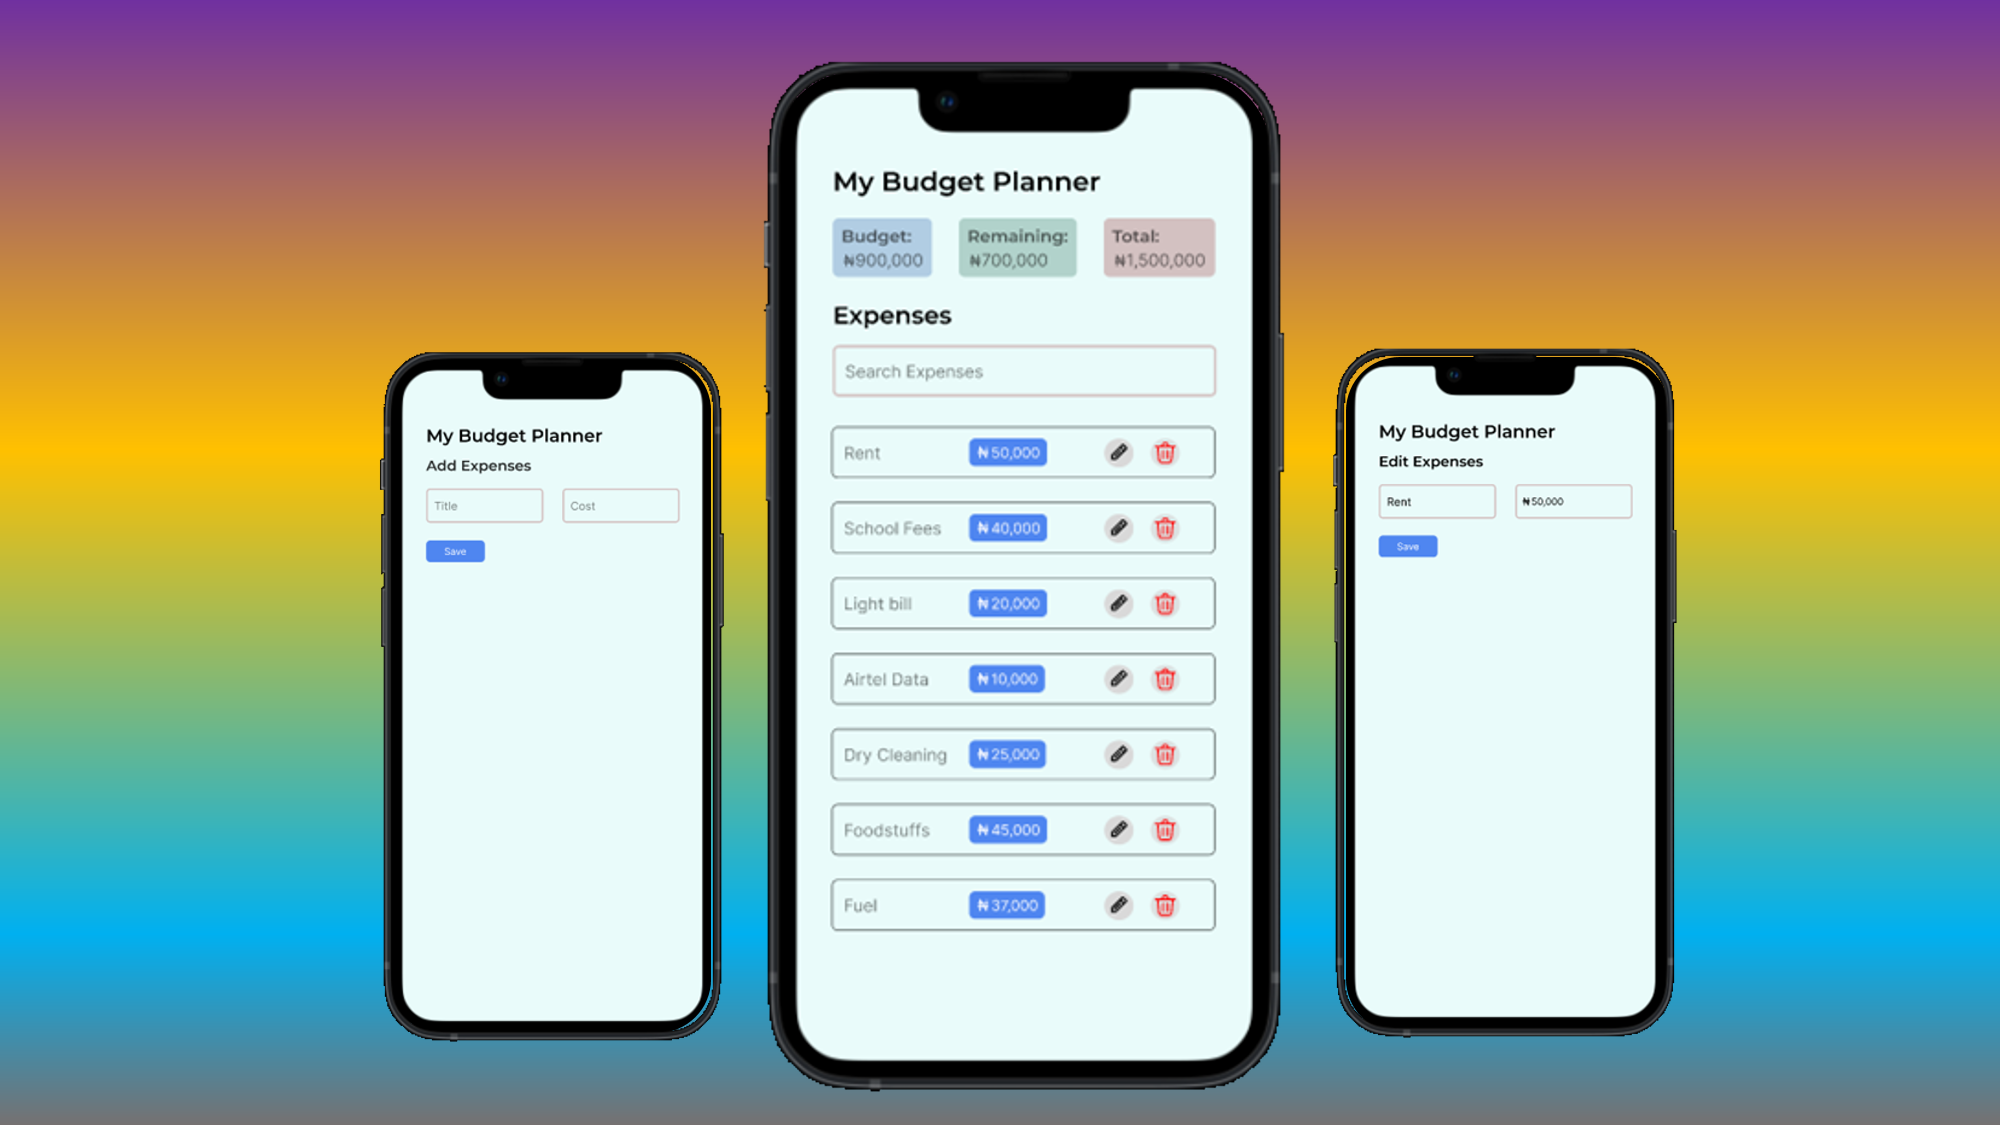 My Budget Planner
Add Expenses
Title Cost
Save
My Budget Planner
Budget: Remaining: Total:
₦900,000 ₦700,000 ₦1,500,000
Expenses
Search Expenses
Rent ₦50,000
School Fees ₦40,000
Light bill ₦20,000
Airtel Data ₦10,000
Dry Cleaning ₦25,000
Foodstuffs ₦45,000
Fuel ₦37,000
My Budget Planner
Edit Expenses
Rent ₦50,000
Save